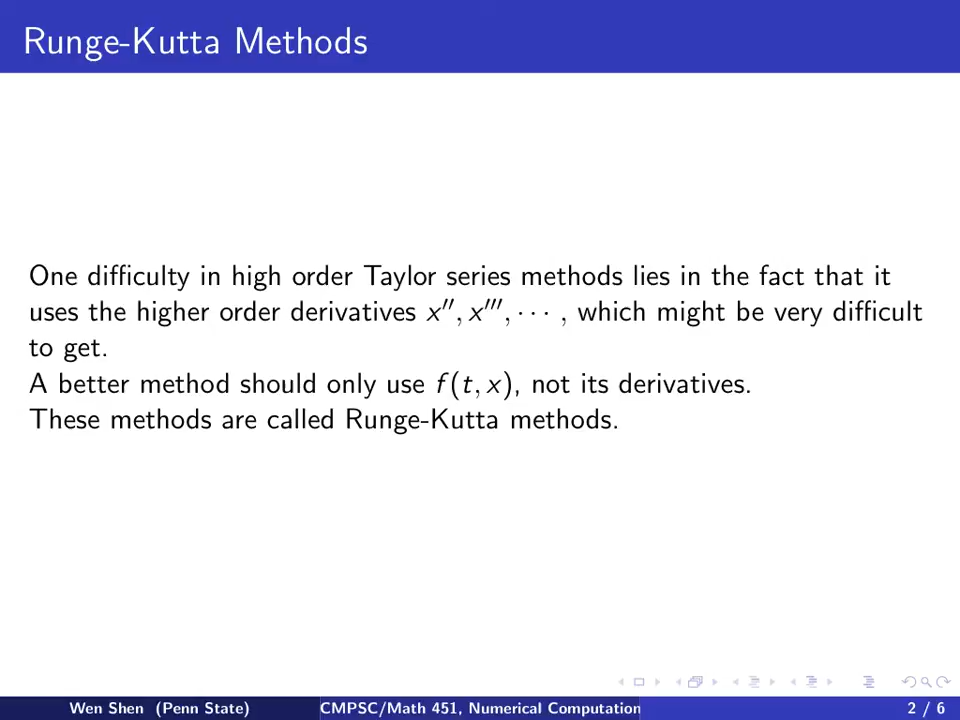 Runge-Kutta Methods
One difficulty in high order Taylor series methods lies in the fact that it
uses the higher order derivatives x′′, x′′′, · · · , which might be very difficult
to get.
A better method should only use f(t, x), not its derivatives.
These methods are called Runge-Kutta methods.
Wen Shen (Penn State) CMPSC/Math 451, Numerical Computation 2 / 6